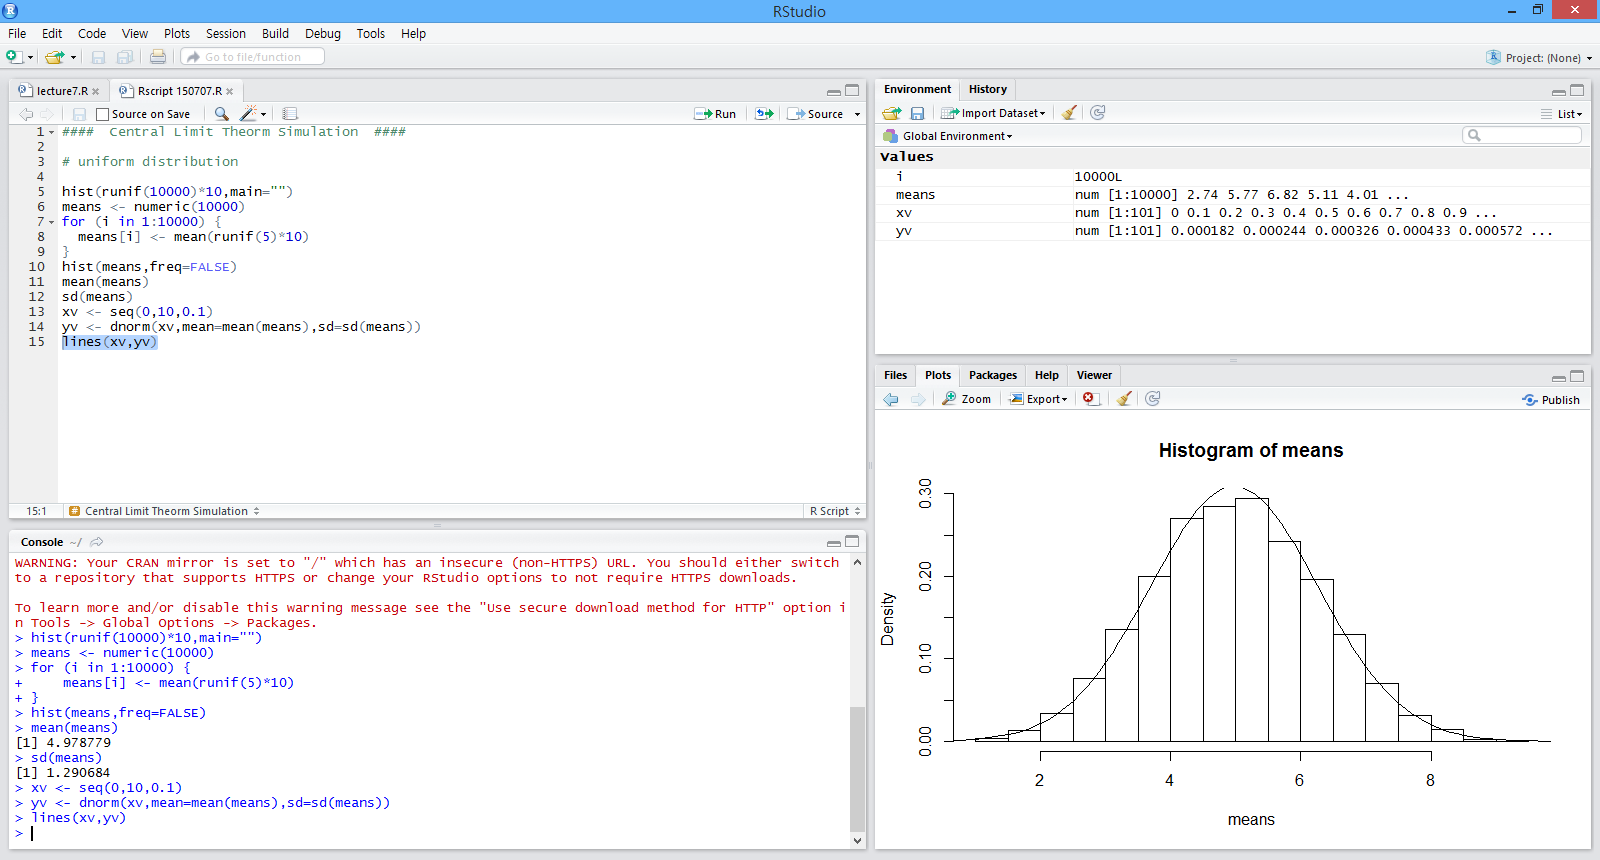 RStudio
File Edit Code View Plots Session Build Debug Tools Help
Go to file/function
Project: (None)
lecture7.R
Rscript 150707.R
Source on Save
Run
Source
1 ####  Central Limit Theorm Simulation  ####
2
3 # uniform distribution
4
5 hist(runif(10000)*10,main="")
6 means <- numeric(10000)
7 for (i in 1:10000) {
8   means[i] <- mean(runif(5)*10)
9 }
10 hist(means,freq=FALSE)
11 mean(means)
12 sd(means)
13 xv <- seq(0,10,0.1)
14 yv <- dnorm(xv,mean=mean(means),sd=sd(means))
15 lines(xv,yv)
15:1
# Central Limit Theorm Simulation
R Script
Console ~/
WARNING: Your CRAN mirror is set to "/" which has an insecure (non-HTTPS) URL. You should either switch
to a repository that supports HTTPS or change your RStudio options to not require HTTPS downloads.
To learn more and/or disable this warning message see the "Use secure download method for HTTP" option i
n Tools -> Global Options -> Packages.
> hist(runif(10000)*10,main="")
> means <- numeric(10000)
> for (i in 1:10000) {
+     means[i] <- mean(runif(5)*10)
+ }
> hist(means,freq=FALSE)
> mean(means)
[1] 4.978779
> sd(means)
[1] 1.290684
> xv <- seq(0,10,0.1)
> yv <- dnorm(xv,mean=mean(means),sd=sd(means))
> lines(xv,yv)
>
Environment History
Import Dataset
List
Global Environment
Values
i 10000L
means num [1:10000] 2.74 5.77 6.82 5.11 4.01 ...
xv num [1:101] 0 0.1 0.2 0.3 0.4 0.5 0.6 0.7 0.8 0.9 ...
yv num [1:101] 0.000182 0.000244 0.000326 0.000433 0.000572 ...
Files Plots Packages Help Viewer
Zoom
Export
Publish
Histogram of means
Density
0.30
0.20
0.10
0.00
2 4 6 8
means